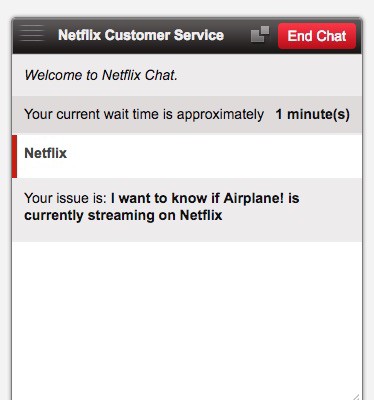 Netflix Customer Service
End Chat
Welcome to Netflix Chat.
Your current wait time is approximately 1 minute(s)
Netflix
Your issue is: I want to know if Airplane! is
currently streaming on Netflix